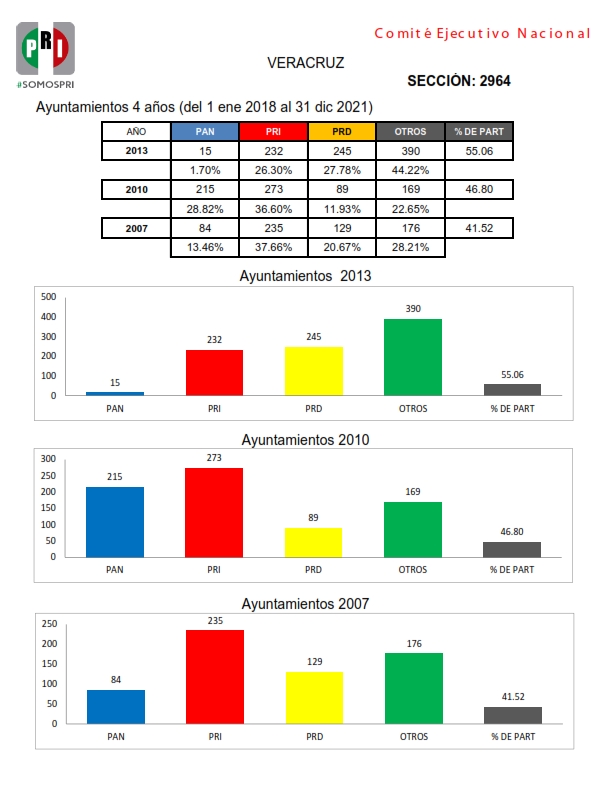 Comité Ejecutivo Nacional
PRI
#SOMOSPRI
VERACRUZ
SECCIÓN: 2964
Ayuntamientos 4 años (del 1 ene 2018 al 31 dic 2021)
AÑO PAN PRI PRD OTROS % DE PART
2013 15 232 245 390 55.06
1.70% 26.30% 27.78% 44.22%
2010 215 273 89 169 46.80
28.82% 36.60% 11.93% 22.65%
2007 84 235 129 176 41.52
13.46% 37.66% 20.67% 28.21%
Ayuntamientos 2013
500
400
300
200
100
0
15 232 245 390 55.06
PAN PRI PRD OTROS % DE PART
Ayuntamientos 2010
300
250
200
150
100
50
0
215 273 89 169 46.80
PAN PRI PRD OTROS % DE PART
Ayuntamientos 2007
250
200
150
100
50
0
84 235 129 176 41.52
PAN PRI PRD OTROS % DE PART